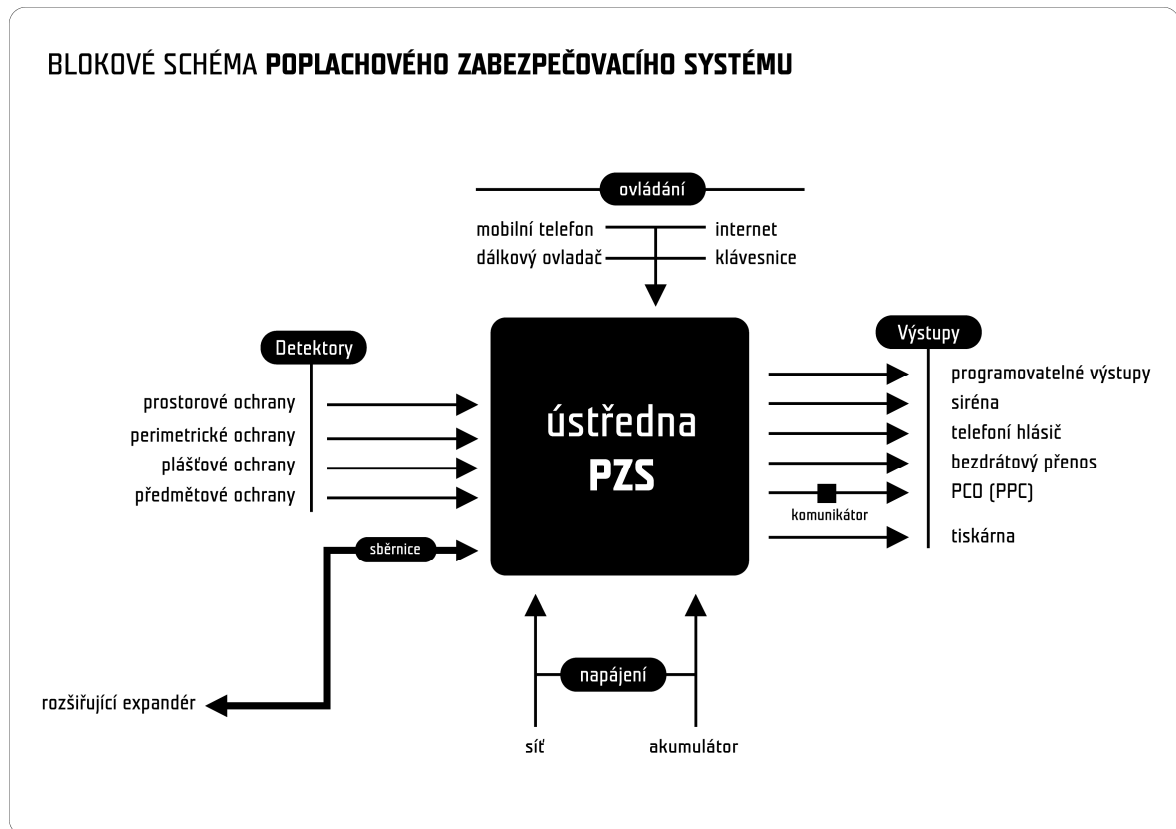 BLOKOVÉ SCHÉMA POPLACHOVÉHO ZABEZPEČOVACÍHO SYSTÉMU
ovládání
mobilní telefon
internet
dálkový ovladač
klávesnice
Detektory
prostorové ochrany
perimetrické ochrany
plášťové ochrany
předmětové ochrany
sběrnice
rozšiřující expandér
ústředna
PZS
napájení
síť
akumulátor
Výstupy
programovatelné výstupy
siréna
telefoní hlásič
bezdrátový přenos
PCO (PPC)
komunikátor
tiskárna